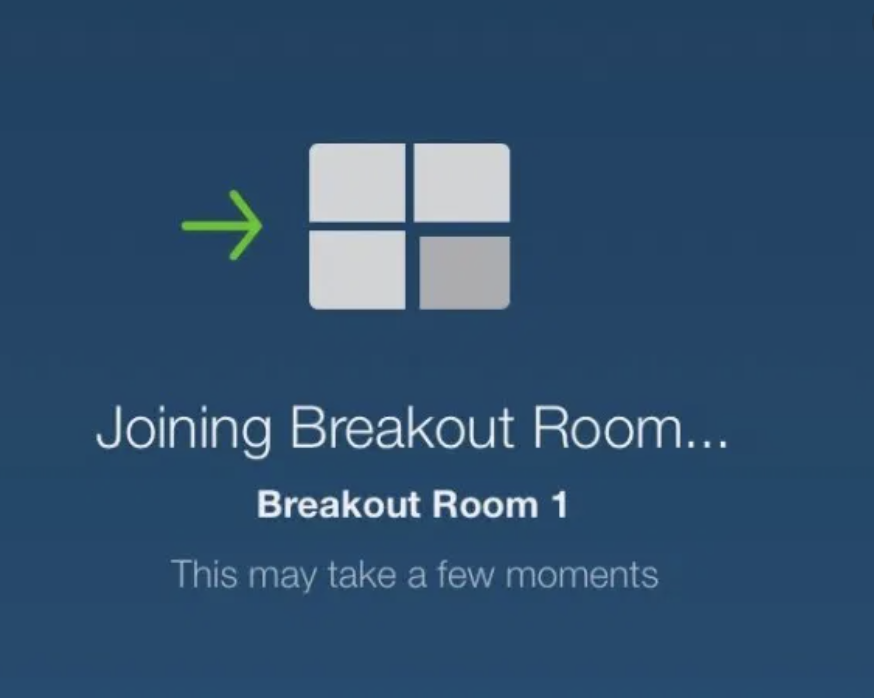 Joining Breakout Room...
Breakout Room 1
This may take a few moments